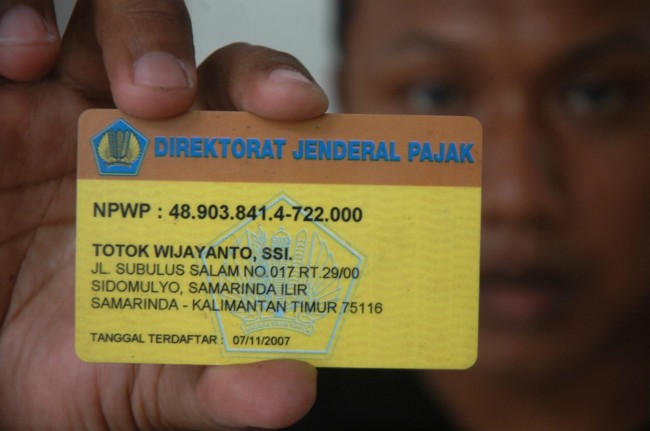 DIREKTORAT JENDERAL PAJAK
NPWP : 48.903.841.4-722.000
TOTOK WIJAYANTO, SSI.
JL. SUBULUS SALAM NO.017 RT.29/00
SIDOMULYO, SAMARINDA ILIR
SAMARINDA - KALIMANTAN TIMUR 75116
TANGGAL TERDAFTAR : 07/11/2007